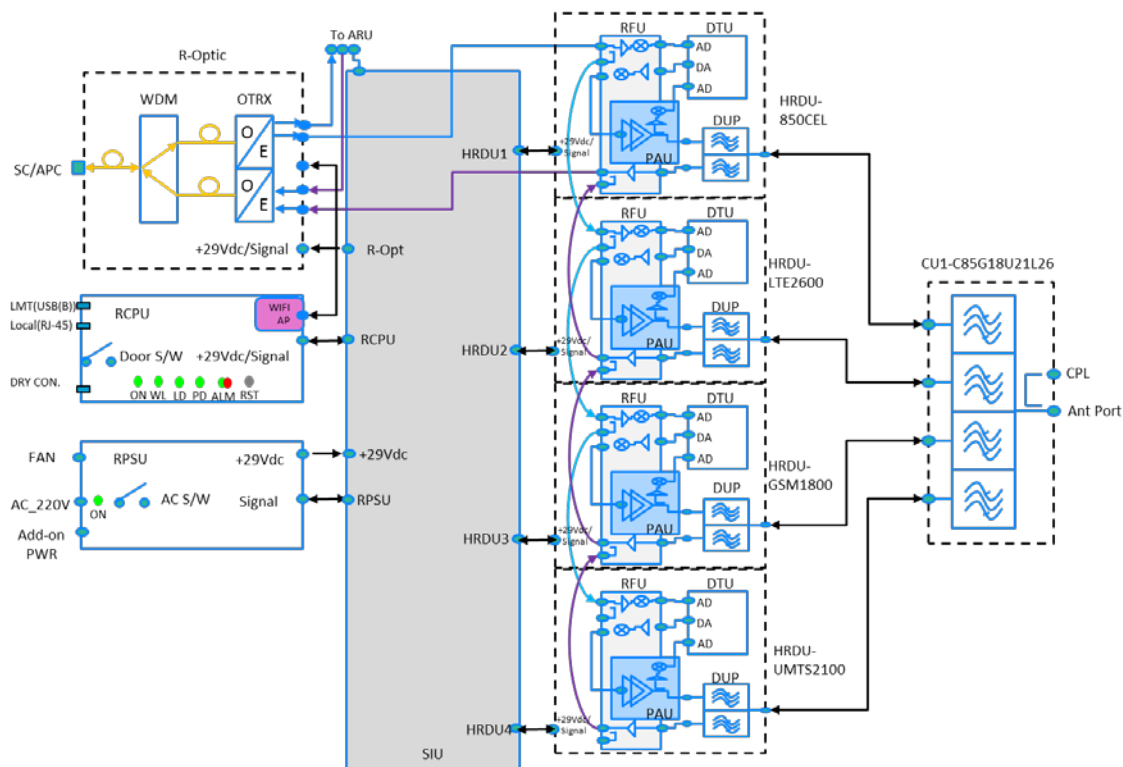 To ARU
R-Optic
WDM
OTRX
O
E
O
E
SC/APC
+29Vdc/Signal
R-Opt
LMT(USB(B))
Local(RJ-45)
RCPU
WIFI
AP
Door S/W
+29Vdc/Signal
RCPU
DRY CON.
ON WL LD PD ALM RST
FAN
RPSU
+29Vdc
+29Vdc
AC_220V
ON
AC S/W
Signal
RPSU
Add-on
PWR
SIU
HRDU1
HRDU2
HRDU3
HRDU4
RFU
DTU
AD
DA
AD
DUP
PAU
+29Vdc/
Signal
HRDU-
850CEL
RFU
DTU
AD
DA
AD
DUP
PAU
+29Vdc/
Signal
HRDU-
LTE2600
RFU
DTU
AD
DA
AD
DUP
PAU
+29Vdc/
Signal
HRDU-
GSM1800
RFU
DTU
AD
DA
AD
DUP
PAU
+29Vdc/
Signal
HRDU-
UMTS2100
CU1-C85G18U21L26
CPL
Ant Port